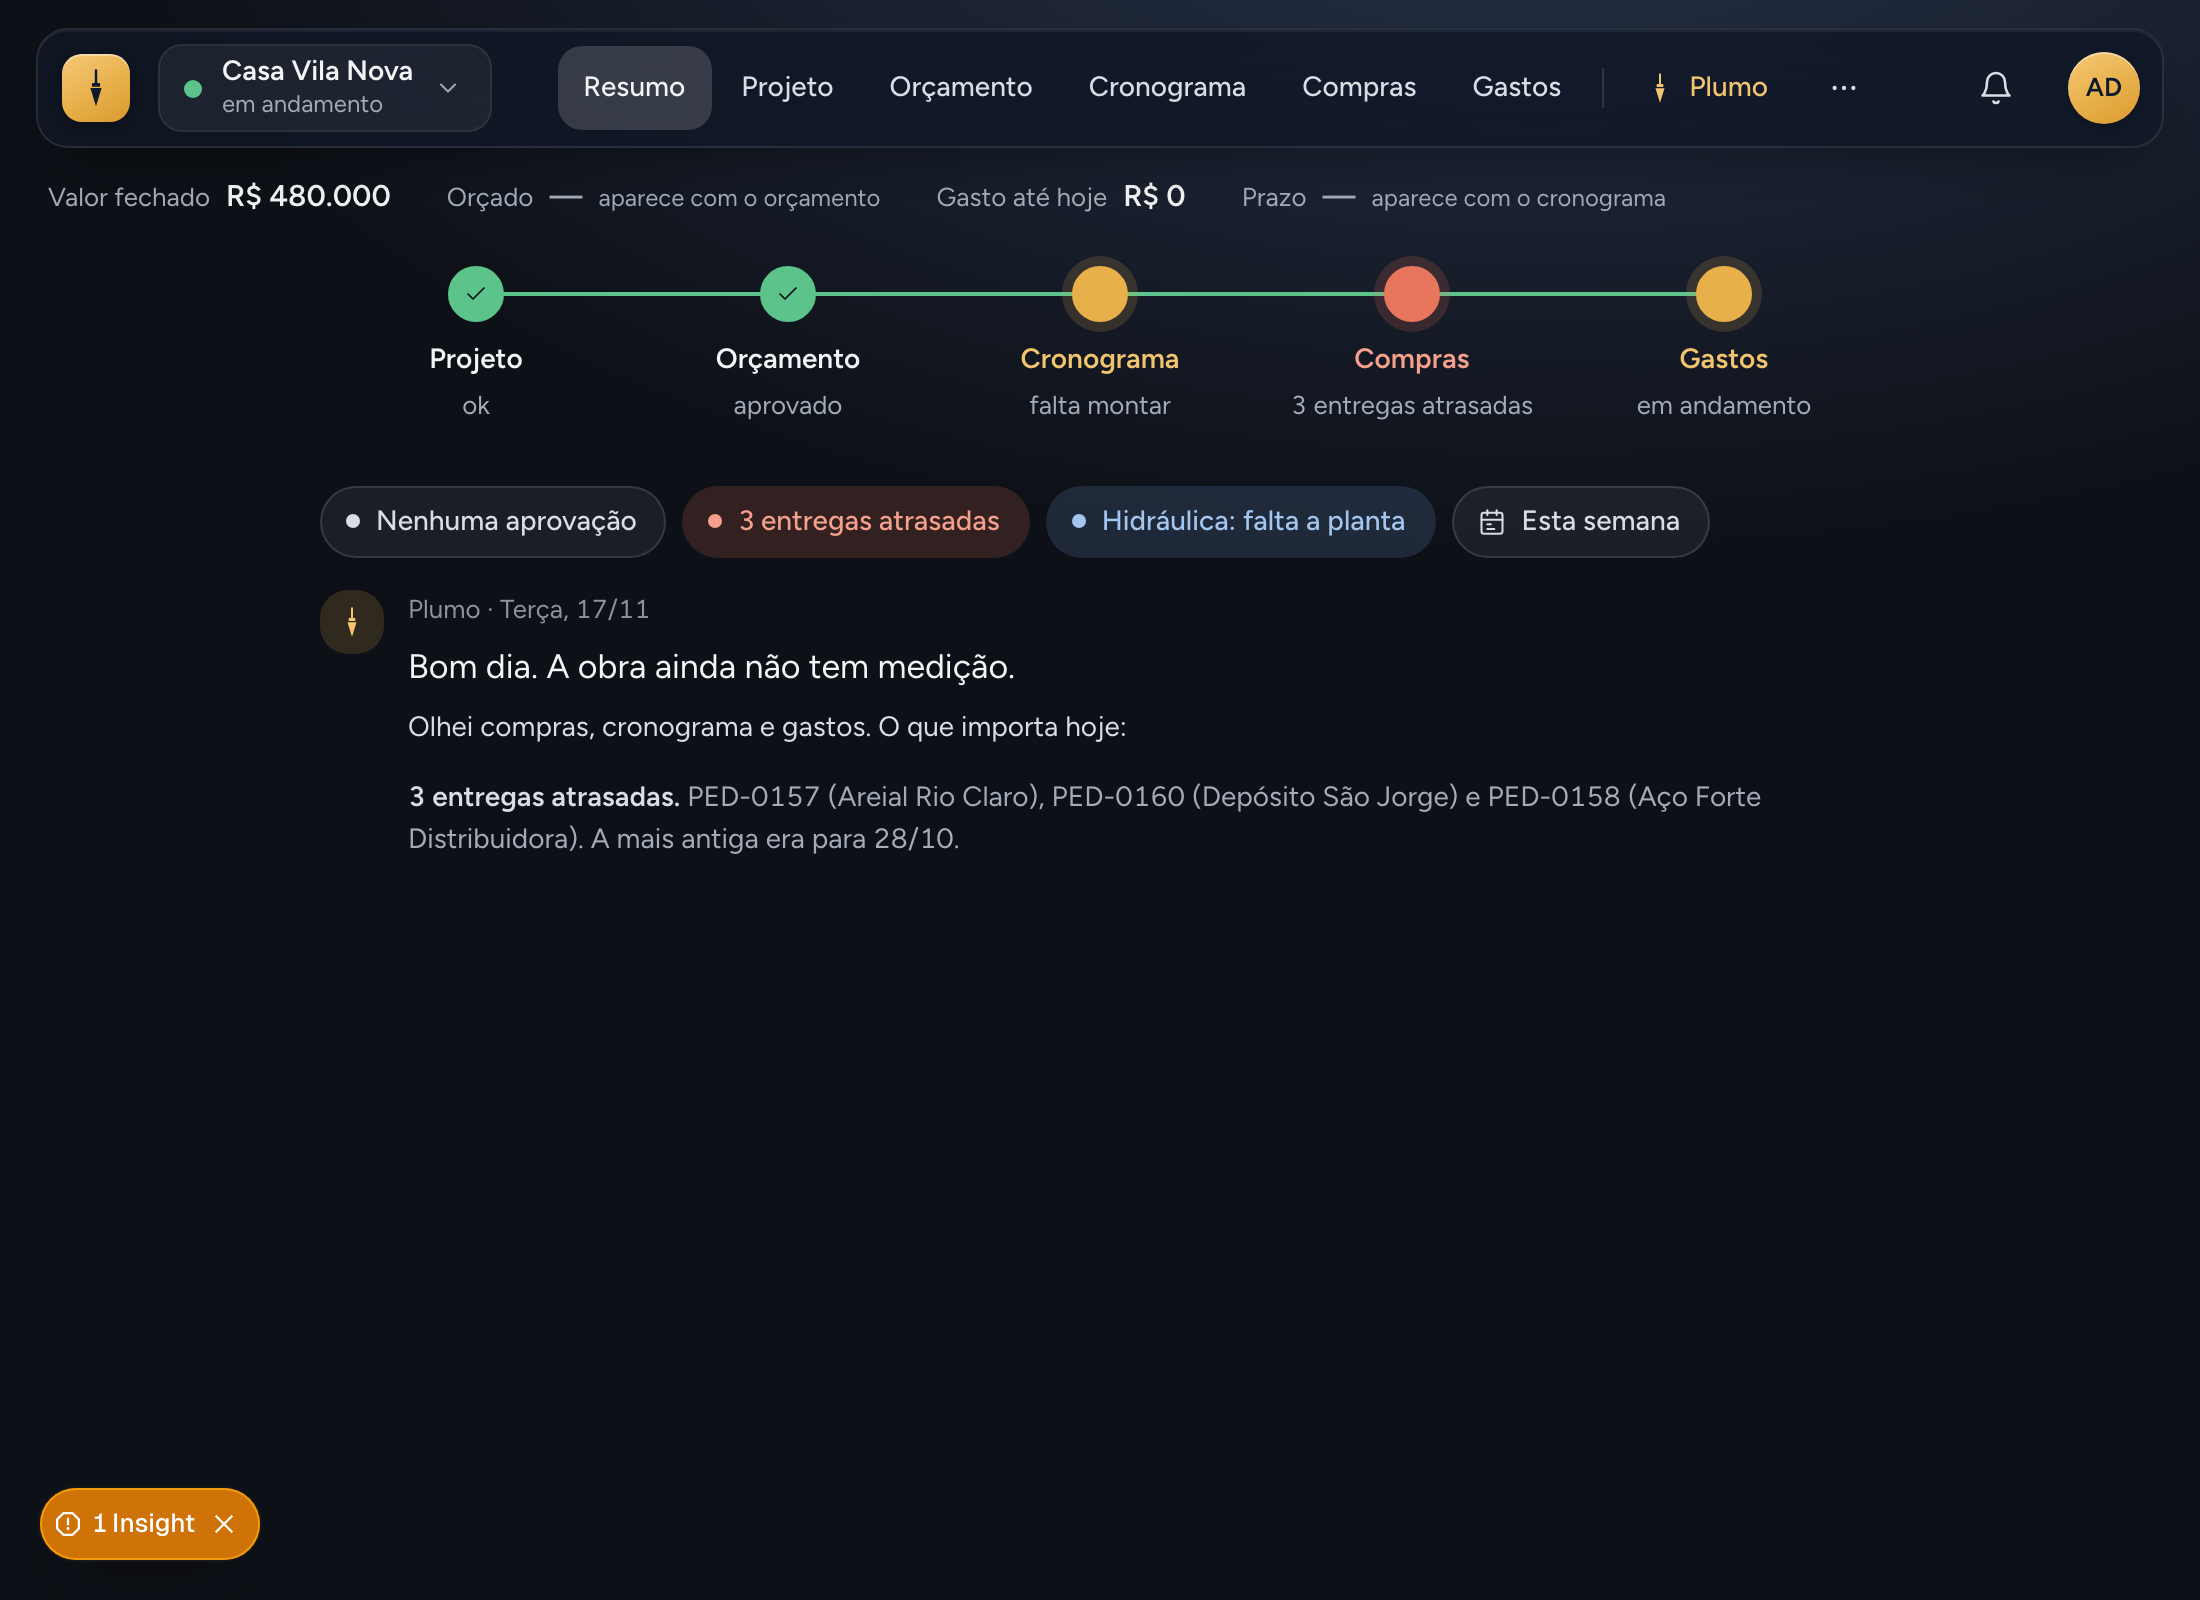 Casa Vila Nova
em andamento
Resumo Projeto Orçamento Cronograma Compras Gastos Plumo ··· AD
Valor fechado R$ 480.000 Orçado — aparece com o orçamento Gasto até hoje R$ 0 Prazo — aparece com o cronograma
Projeto Orçamento Cronograma Compras Gastos
ok aprovado falta montar 3 entregas atrasadas em andamento
Nenhuma aprovação 3 entregas atrasadas Hidráulica: falta a planta Esta semana
Plumo · Terça, 17/11
Bom dia. A obra ainda não tem medição.
Olhei compras, cronograma e gastos. O que importa hoje:
3 entregas atrasadas. PED-0157 (Areial Rio Claro), PED-0160 (Depósito São Jorge) e PED-0158 (Aço Forte
Distribuidora). A mais antiga era para 28/10.
1 Insight